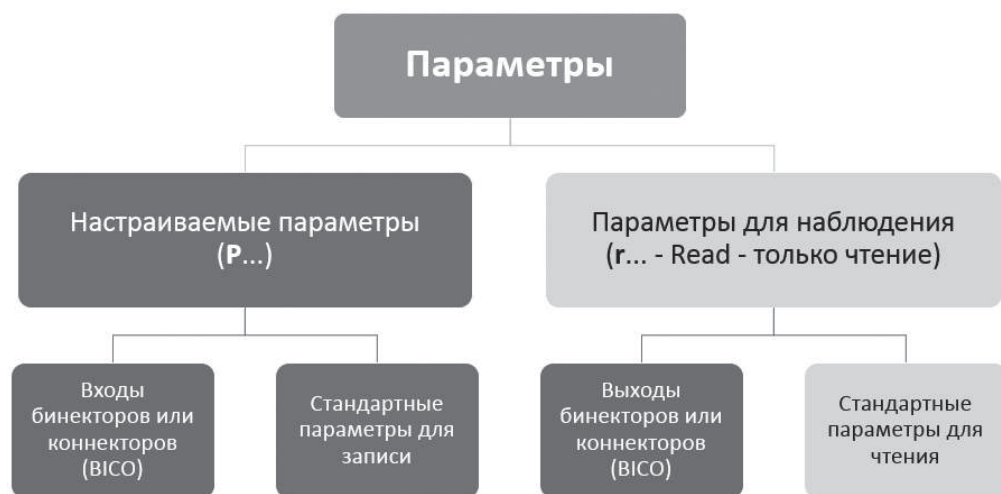 Параметры
Настраиваемые параметры
(P...)
Параметры для наблюдения
(r... - Read - только чтение)
Входы
бинекторов или
коннекторов
(BICO)
Стандартные
параметры для
записи
Выходы
бинекторов или
коннекторов
(BICO)
Стандартные
параметры для
чтения